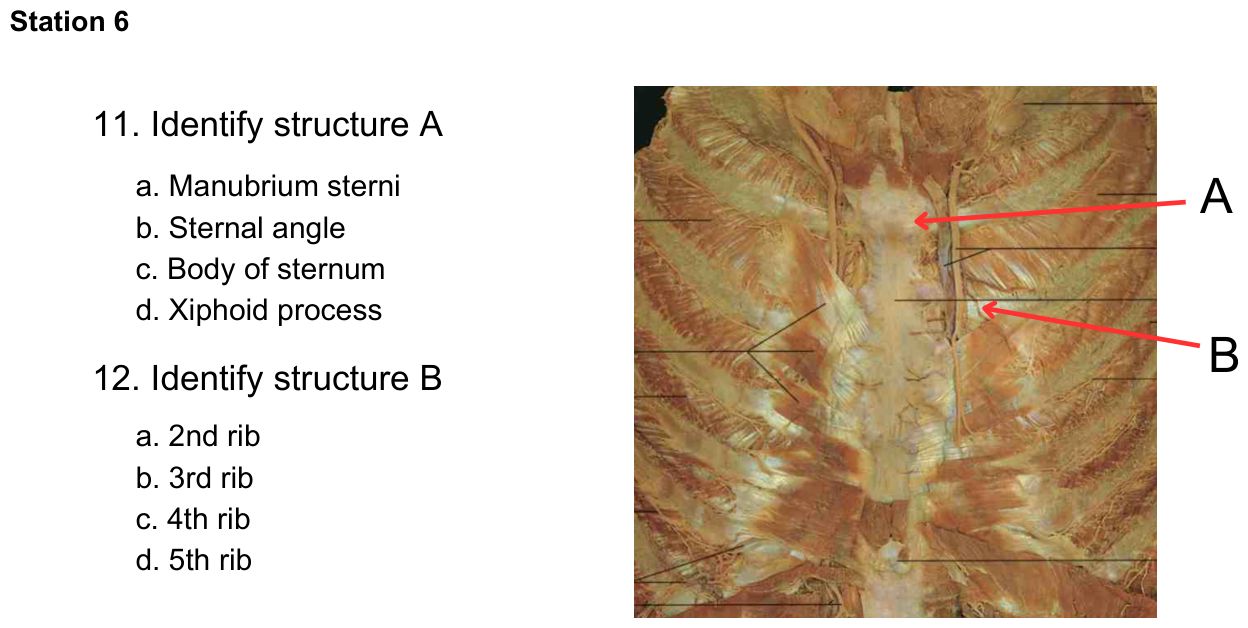 Station 6
11. Identify structure A
a. Manubrium sterni
b. Sternal angle
c. Body of sternum
d. Xiphoid process
12. Identify structure B
a. 2nd rib
b. 3rd rib
c. 4th rib
d. 5th rib
A
B